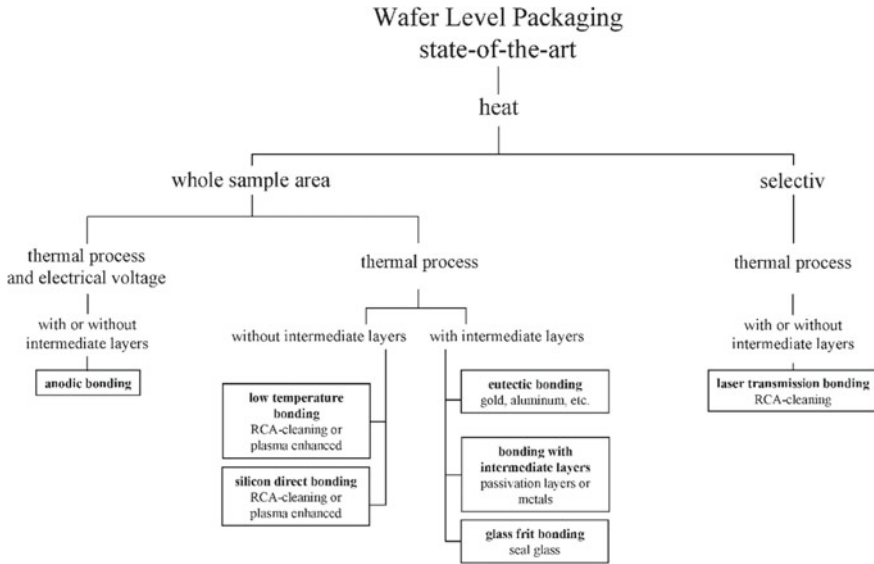 Wafer Level Packaging
state-of-the-art
heat
whole sample area
selectiv
thermal process
and electrical voltage
thermal process
thermal process
with or without
intermediate layers
without intermediate layers
with intermediate layers
with or without
intermediate layers
anodic bonding
low temperature
bonding
RCA-cleaning or
plasma enhanced
silicon direct bonding
RCA-cleaning or
plasma enhanced
eutectic bonding
gold, aluminum, etc.
bonding with
intermediate layers
passivation layers or
metals
glass frit bonding
seal glass
laser transmission bonding
RCA-cleaning